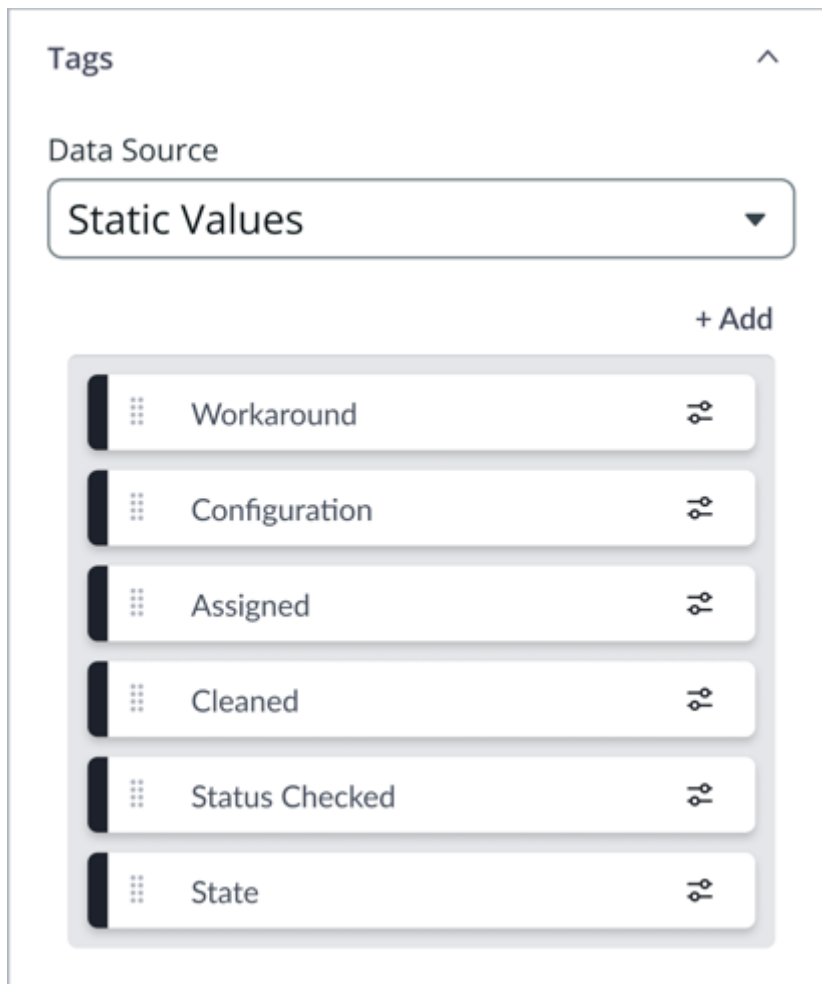 Tags
Data Source
Static Values
+ Add
Workaround
Configuration
Assigned
Cleaned
Status Checked
State